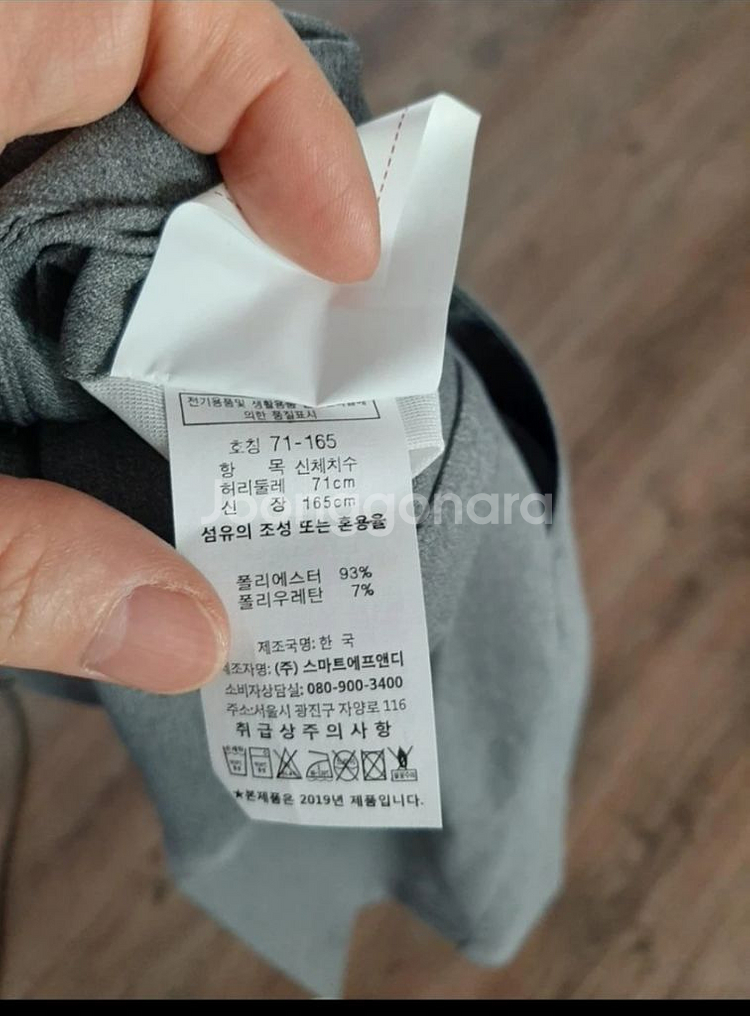 전기용품및 생활용품
의한 품질표시
호칭 71-165
항 목 신체치수
허리둘레 71cm
신 장 165cm
Joonggonara
섬유의 조성 또는 혼용율
폴리에스터 93%
폴리우레탄 7%
제조국명: 한 국
제조자명: (주) 스마트에프앤디
소비자상담실: 080-900-3400
주소:서울시 광진구 자양로 116
취급상주의사항
★본제품은 2019년 제품입니다.